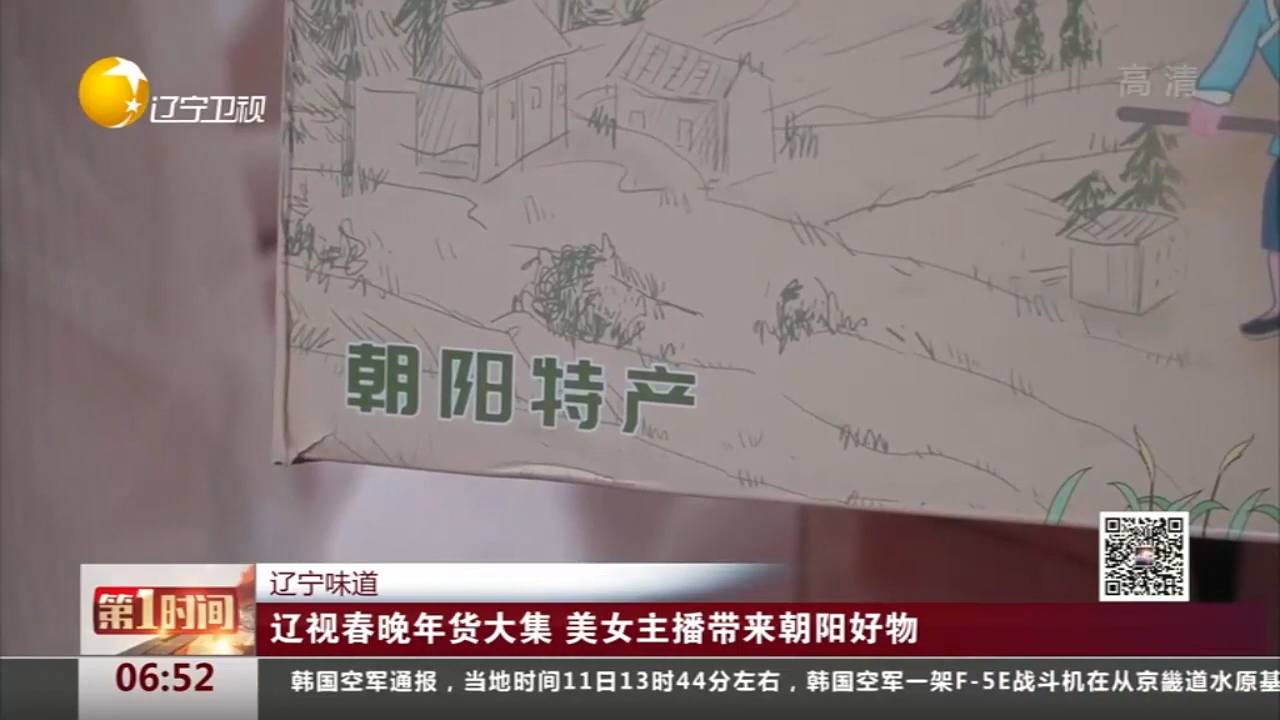 辽宁卫视
高清
朝阳特产
辽宁味道
第1时间
辽视春晚年货大集 美女主播带来朝阳好物
06:52
韩国空军通报，当地时间11日13时44分左右，韩国空军一架F-5E战斗机在从京畿道水原基